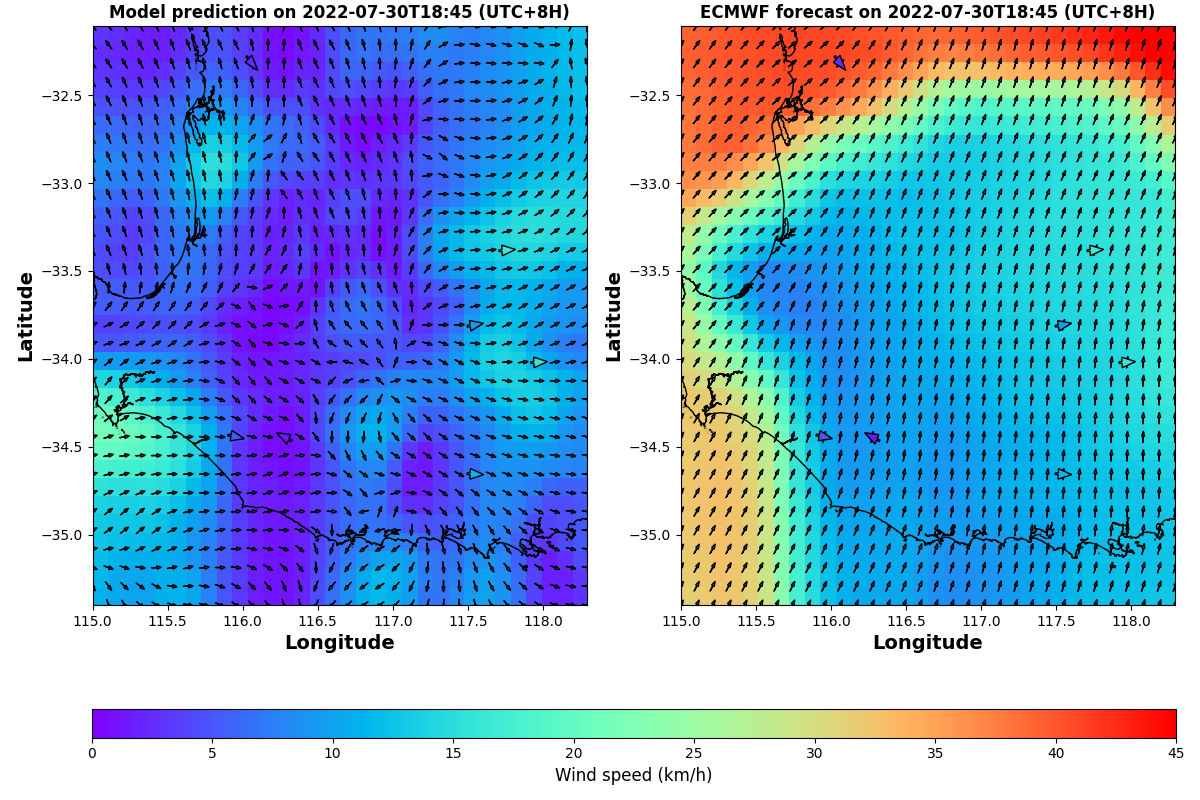 Model prediction on 2022-07-30T18:45 (UTC+8H) ECMWF forecast on 2022-07-30T18:45 (UTC+8H)
−32.5 −32.5
−33.0 −33.0
Latitude Latitude
−33.5 −33.5
−34.0 −34.0
−34.5 −34.5
−35.0 −35.0
115.0 115.5 116.0 116.5 117.0 117.5 118.0 115.0 115.5 116.0 116.5 117.0 117.5 118.0
Longitude Longitude
0 5 10 15 20 25 30 35 40 45
Wind speed (km/h)